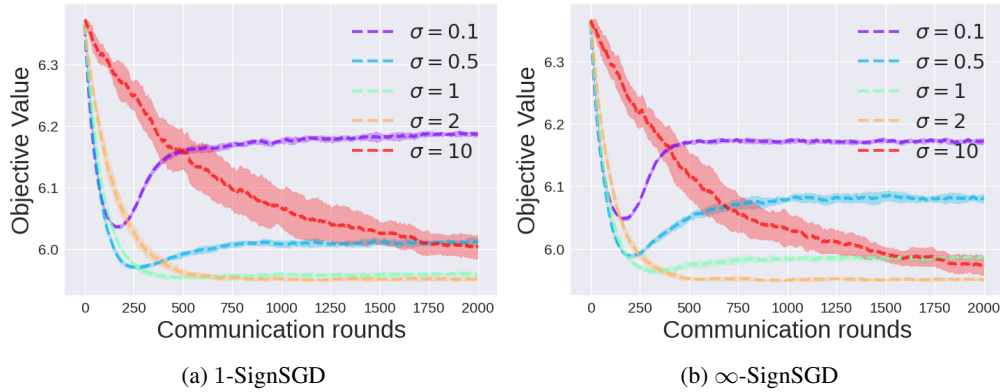 σ = 0.1
σ = 0.5
σ = 1
σ = 2
σ = 10
Objective Value
6.3
6.2
6.1
6.0
0 250 500 750 1000 1250 1500 1750 2000
Communication rounds
(a) 1-SignSGD
σ = 0.1
σ = 0.5
σ = 1
σ = 2
σ = 10
Objective Value
6.3
6.2
6.1
6.0
0 250 500 750 1000 1250 1500 1750 2000
Communication rounds
(b) ∞-SignSGD